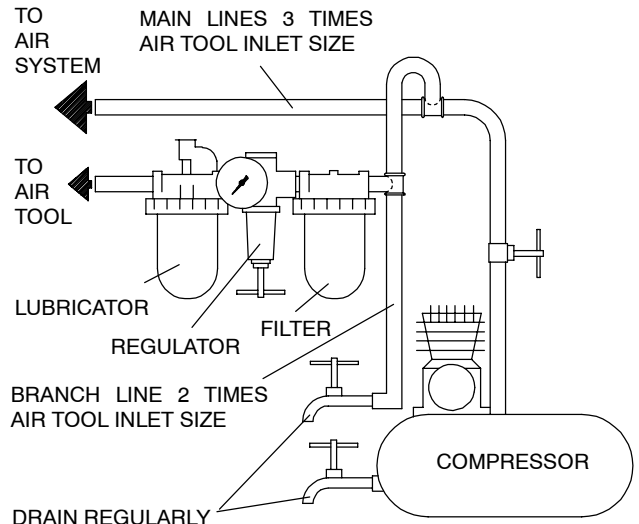 TO
AIR
SYSTEM
MAIN LINES 3 TIMES
AIR TOOL INLET SIZE
TO
AIR
TOOL
LUBRICATOR
REGULATOR
FILTER
BRANCH LINE 2 TIMES
AIR TOOL INLET SIZE
COMPRESSOR
DRAIN REGULARLY